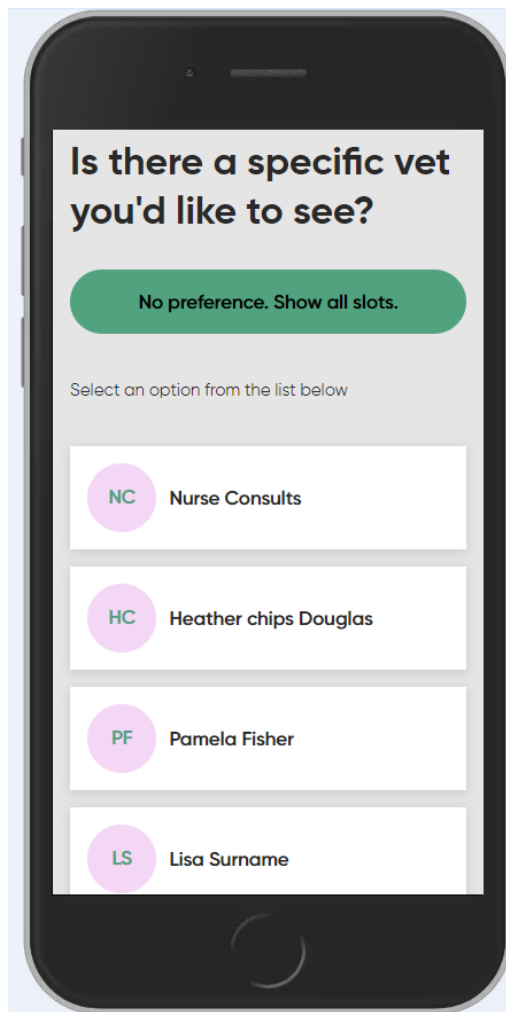 Is there a specific vet
you'd like to see?
No preference. Show all slots.
Select an option from the list below
NC Nurse Consults
HC Heather chips Douglas
PF Pamela Fisher
LS Lisa Surname